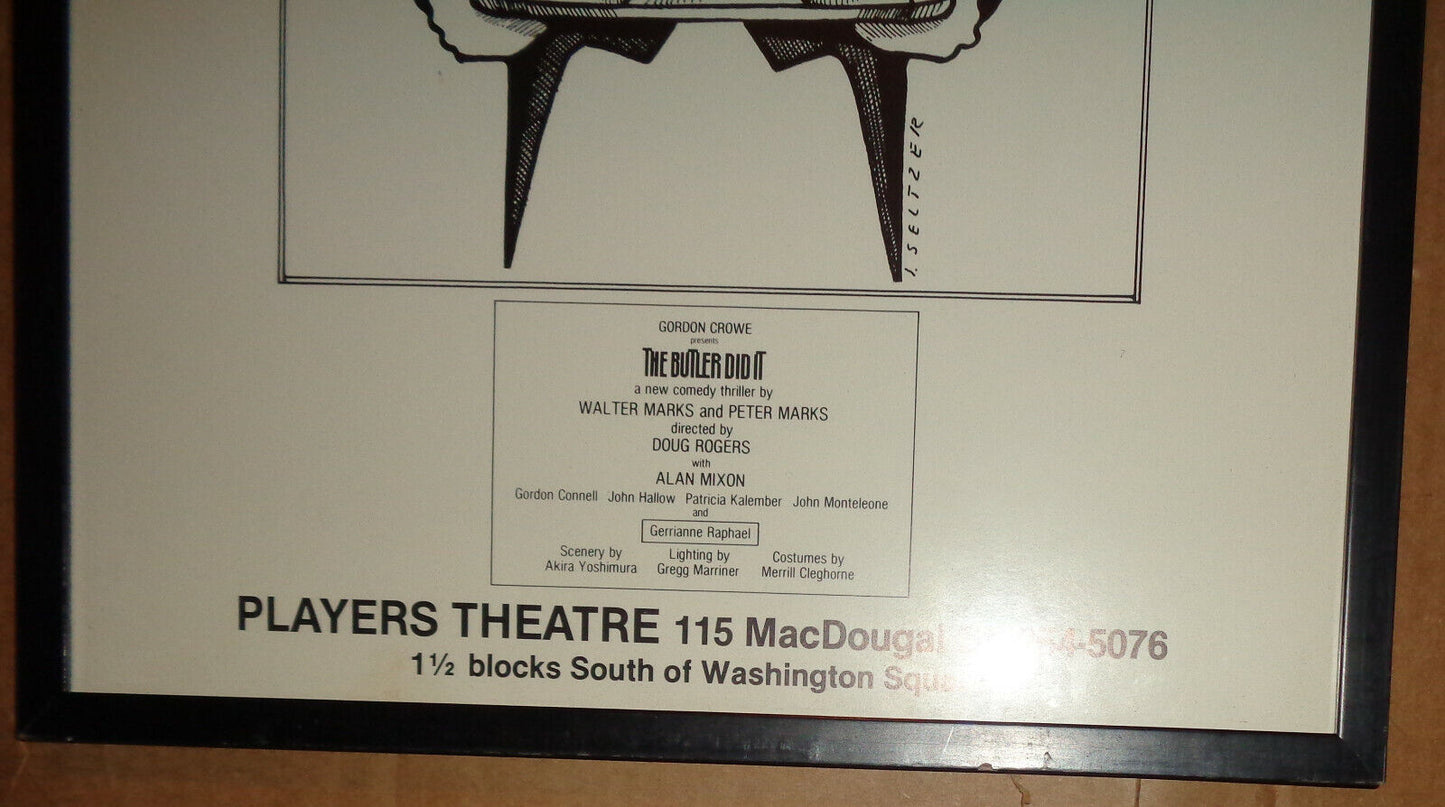 I. SELTZER
GORDON CROWE
presents
THE BUTLER DID IT
a new comedy thriller by
WALTER MARKS and PETER MARKS
directed by
DOUG ROGERS
with
ALAN MIXON
Gordon Connell John Hallow Patricia Kalember John Monteleone
and
Gerrianne Raphael
Scenery by Lighting by Costumes by
Akira Yoshimura Gregg Marriner Merrill Cleghorne
PLAYERS THEATRE 115 MacDougal 4-5076
1½ blocks South of Washington